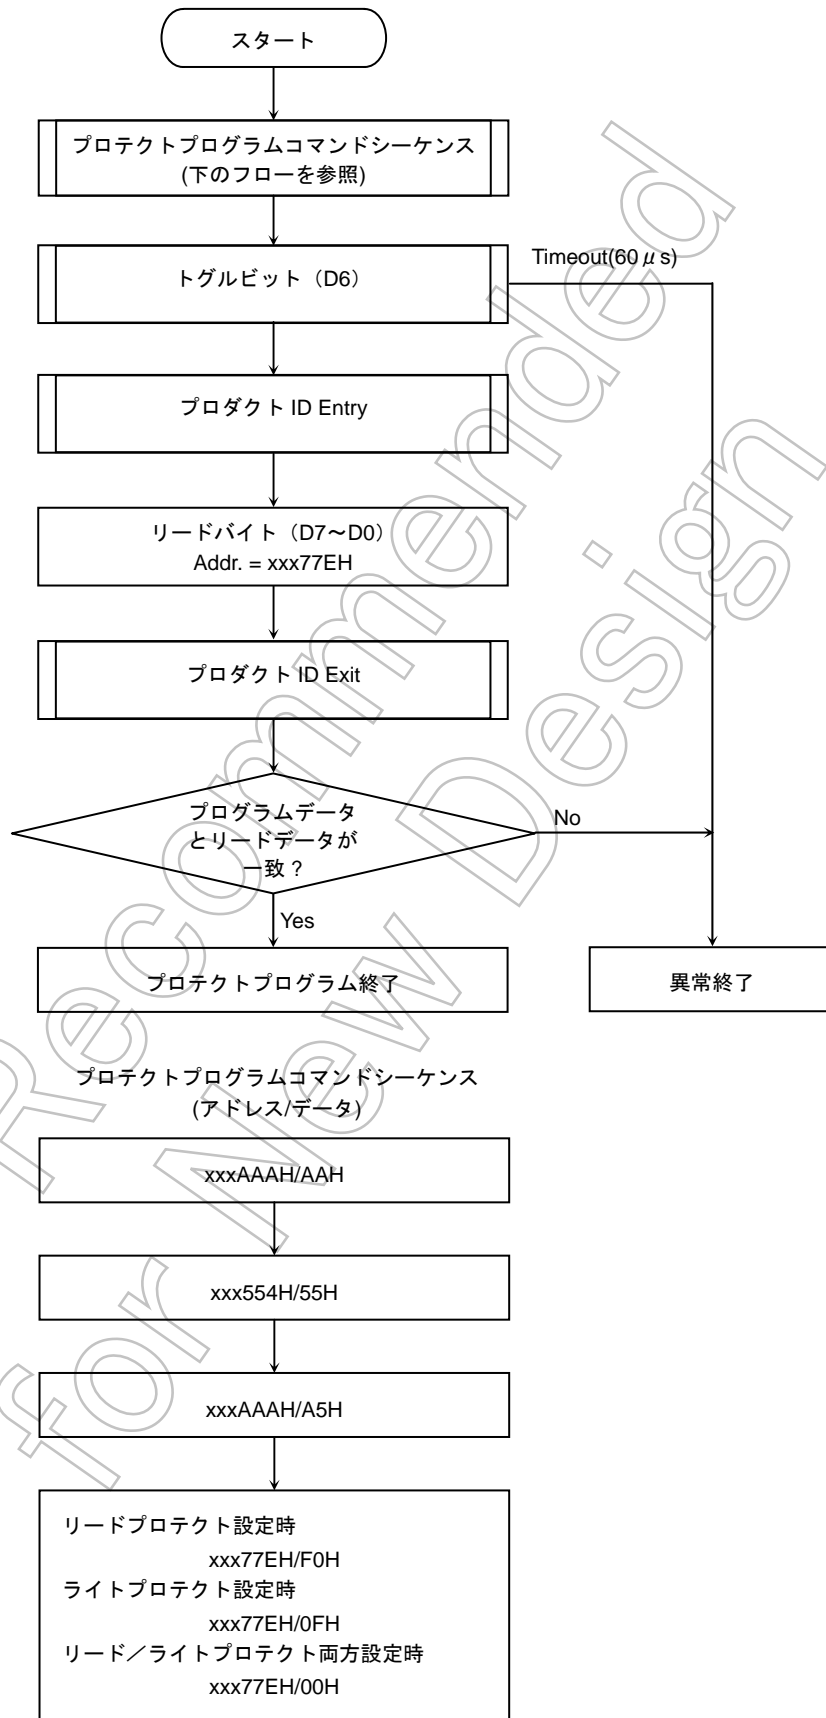 スタート
プロテクトプログラムコマンドシーケンス
(下のフローを参照)
トグルビット（D6）
Timeout(60μs)
プロダクト ID Entry
リードバイト（D7～D0）
Addr. = xxx77EH
プロダクト ID Exit
プログラムデータ
とリードデータが
一致？
No
Yes
プロテクトプログラム終了
異常終了
プロテクトプログラムコマンドシーケンス
(アドレス/データ)
xxxAAAH/AAH
xxx554H/55H
xxxAAAH/A5H
リードプロテクト設定時
xxx77EH/F0H
ライトプロテクト設定時
xxx77EH/0FH
リード／ライトプロテクト両方設定時
xxx77EH/00H
Recommended
for New Design